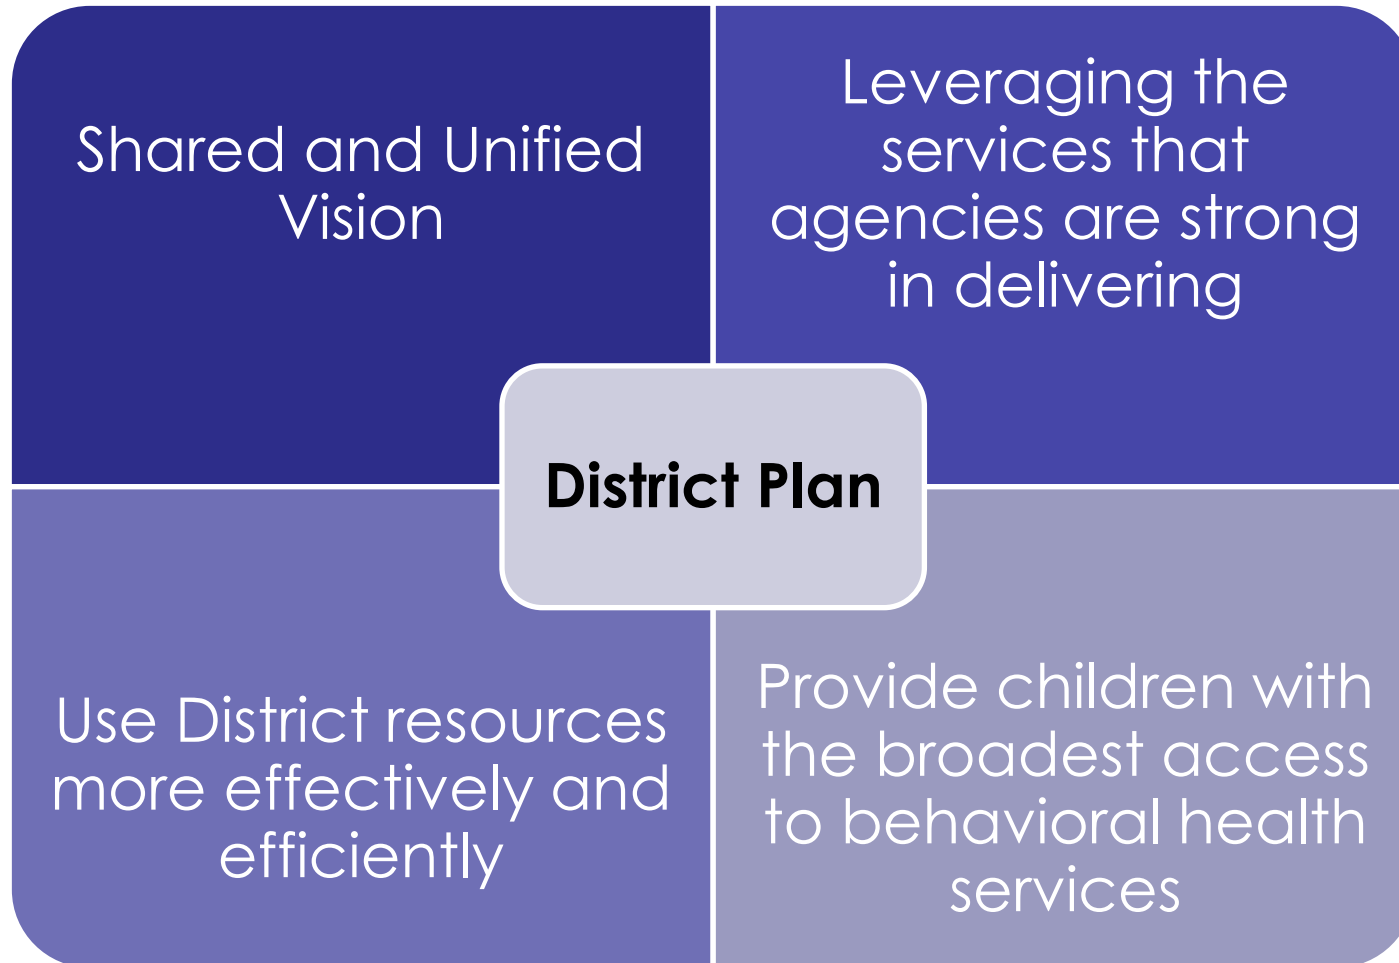 Shared and Unified
Vision
Leveraging the
services that
agencies are strong
in delivering
District Plan
Use District resources
more effectively and
efficiently
Provide children with
the broadest access
to behavioral health
services